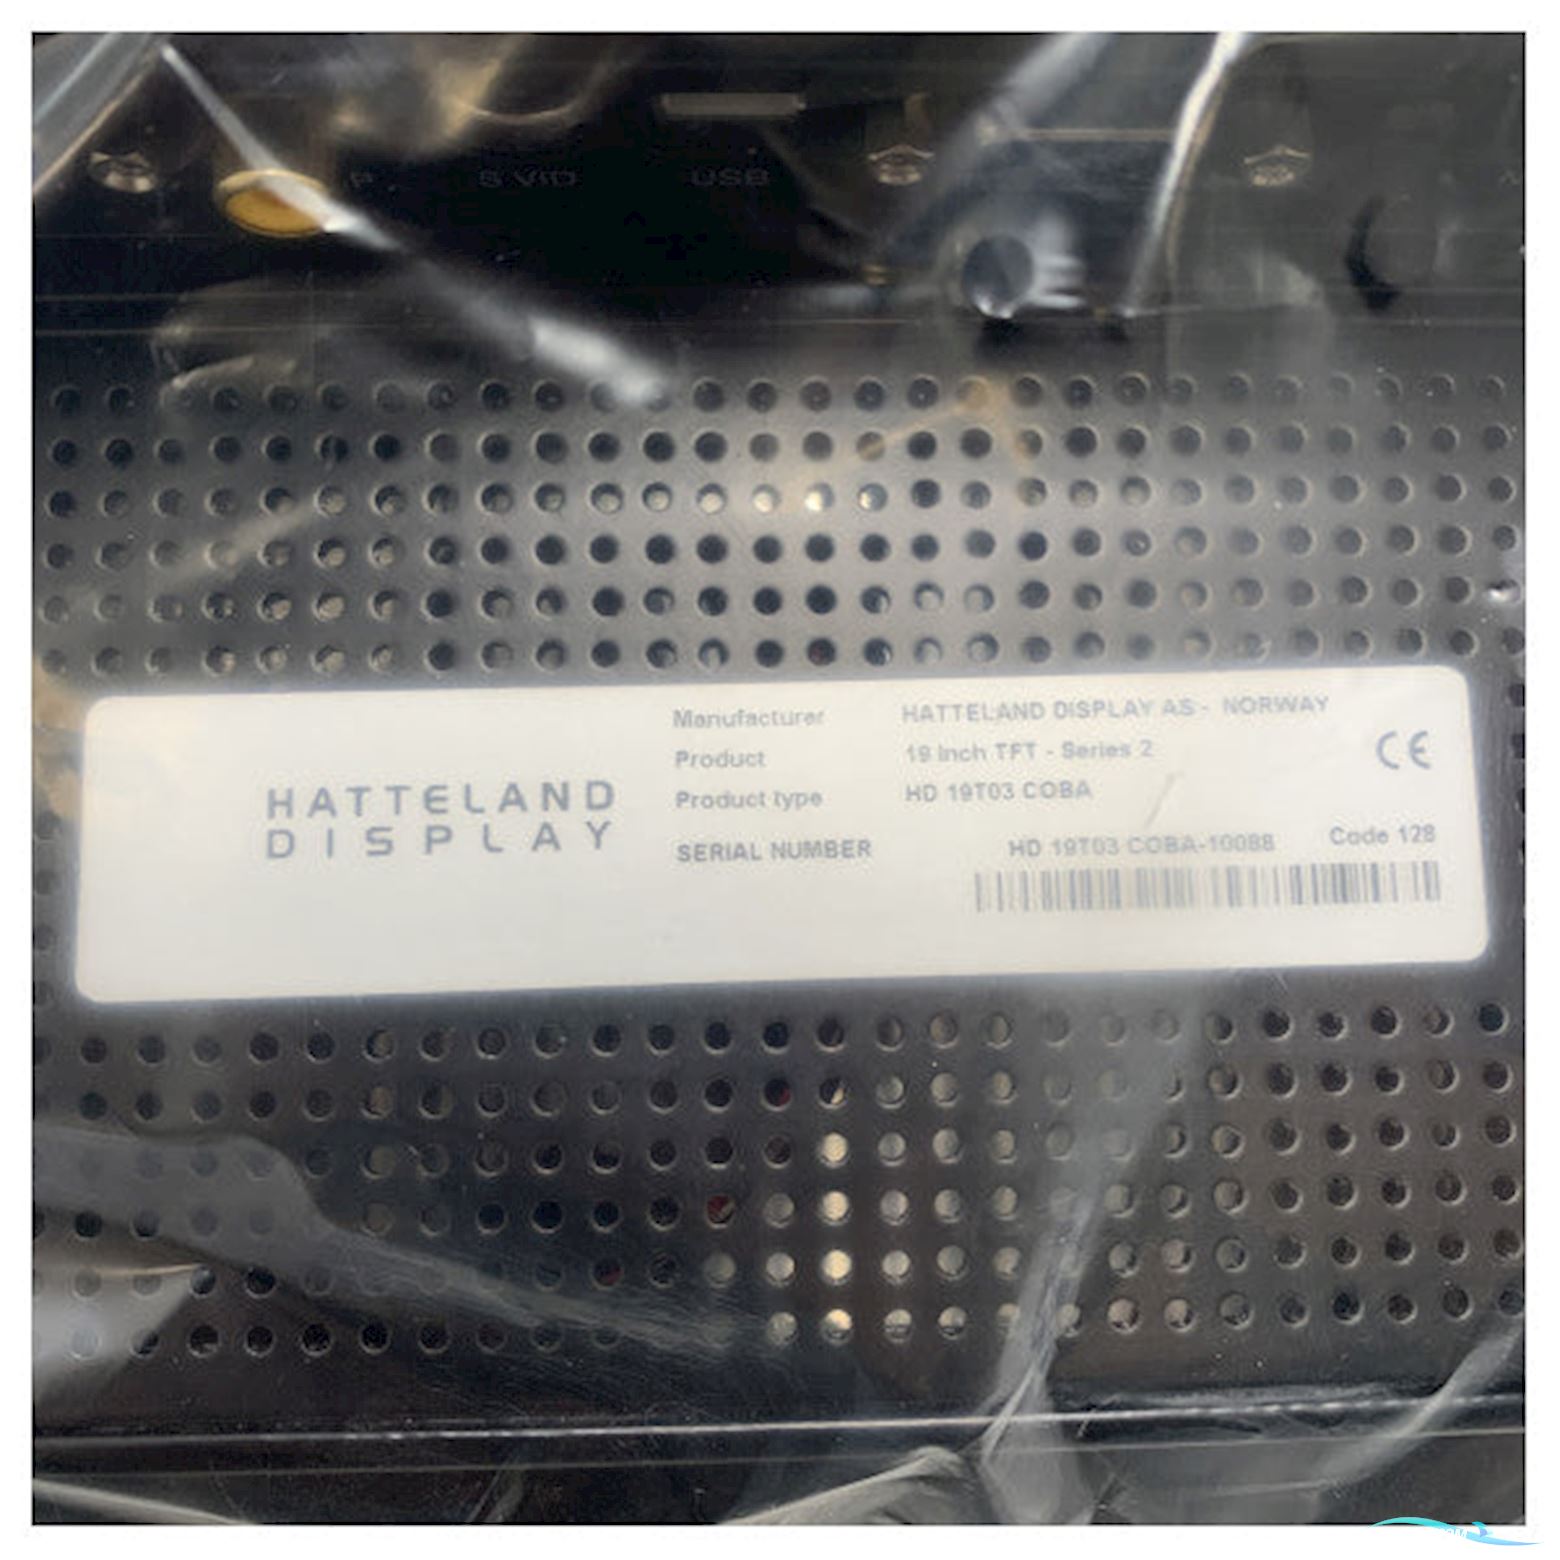 S VID USB
HATTELAND
DISPLAY
Manufacturer HATTELAND DISPLAY AS - NORWAY
Product 19 inch TFT - Series 2
Product type HD 19T03 COBA
SERIAL NUMBER HD 19T03 COBA-10088 Code 128
CE